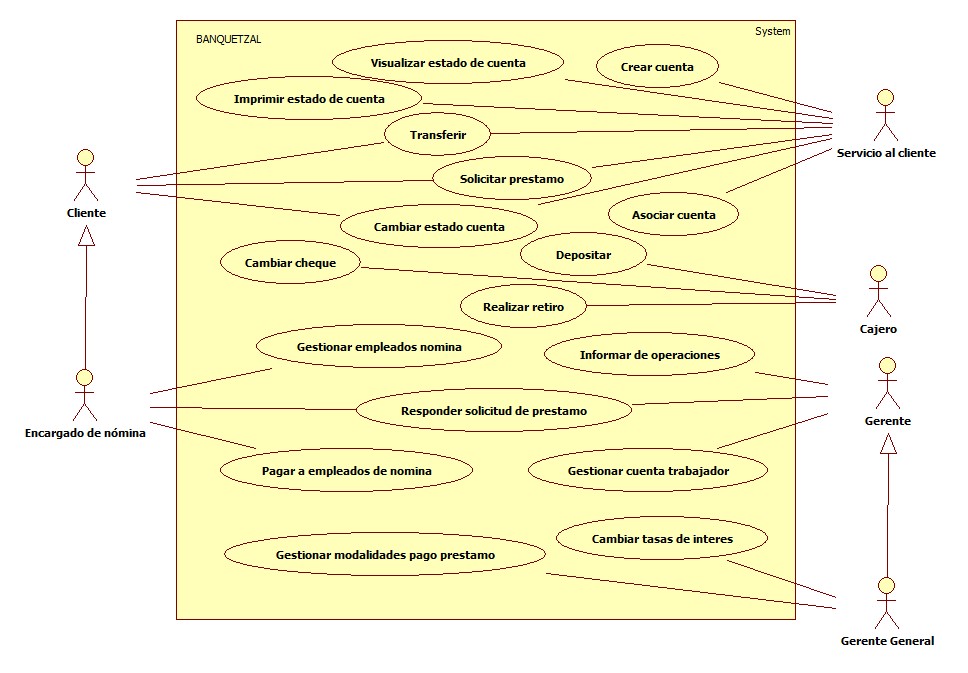 System
BANQUETZAL
Visualizar estado de cuenta
Crear cuenta
Imprimir estado de cuenta
Transferir
Servicio al cliente
Solicitar prestamo
Cliente
Asociar cuenta
Cambiar estado cuenta
Depositar
Cambiar cheque
Realizar retiro
Cajero
Gestionar empleados nomina
Informar de operaciones
Responder solicitud de prestamo
Gerente
Encargado de nómina
Pagar a empleados de nomina
Gestionar cuenta trabajador
Cambiar tasas de interes
Gestionar modalidades pago prestamo
Gerente General